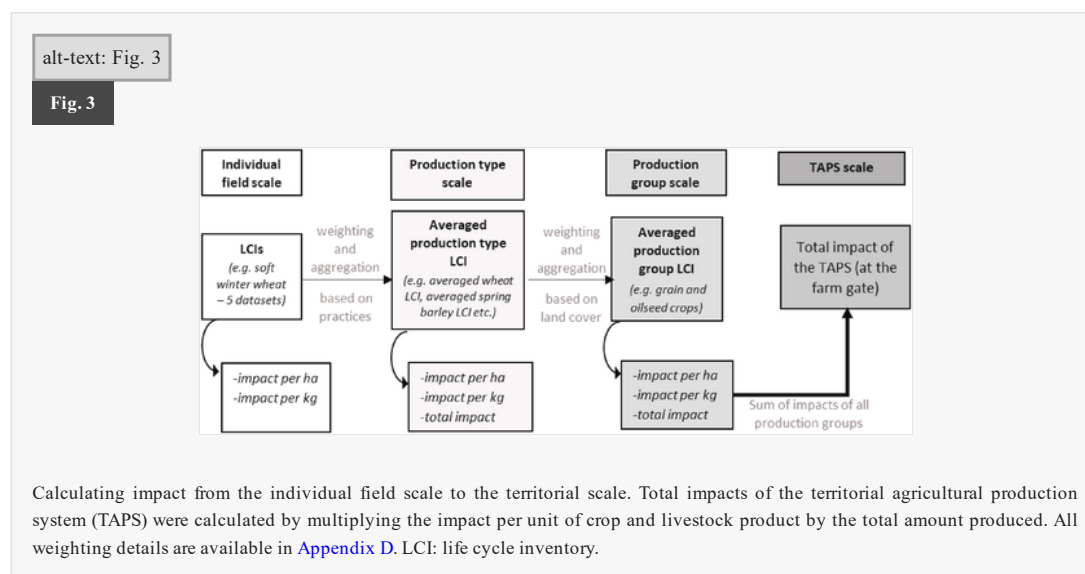 alt-text: Fig. 3
Fig. 3
Individual
field scale
Production type
scale
Production
group scale
TAPS scale
LCIs
(e.g. soft
winter wheat
– 5 datasets)
weighting
and
aggregation
based on
practices
Averaged
production type
LCI
(e.g. averaged wheat
LCI, averaged spring
barley LCI etc.)
weighting
and
aggregation
based on
land cover
Averaged
production
group LCI
(e.g. grain and
oilseed crops)
Total impact of
the TAPS (at the
farm gate)
-impact per ha
-impact per kg
-impact per ha
-impact per kg
-total impact
-impact per ha
-impact per kg
-total impact
Sum of impacts of all
production groups
Calculating impact from the individual field scale to the territorial scale. Total impacts of the territorial agricultural production
system (TAPS) were calculated by multiplying the impact per unit of crop and livestock product by the total amount produced. All
weighting details are available in Appendix D. LCI: life cycle inventory.